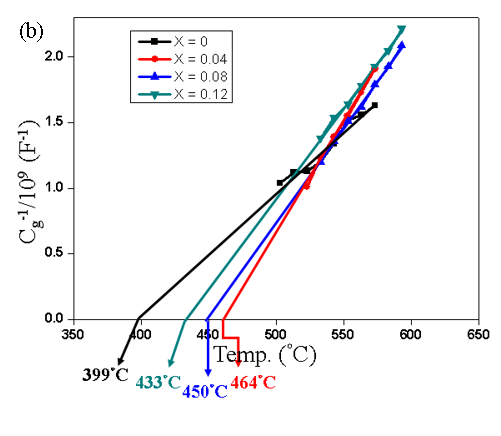 (b)
X = 0
X = 0.04
X = 0.08
X = 0.12
Cg⁻¹/10⁹ (F⁻¹)
2.0
1.5
1.0
0.5
0.0
350 400 450 500 550 600 650
Temp. (°C)
399°C
433°C
450°C
464°C